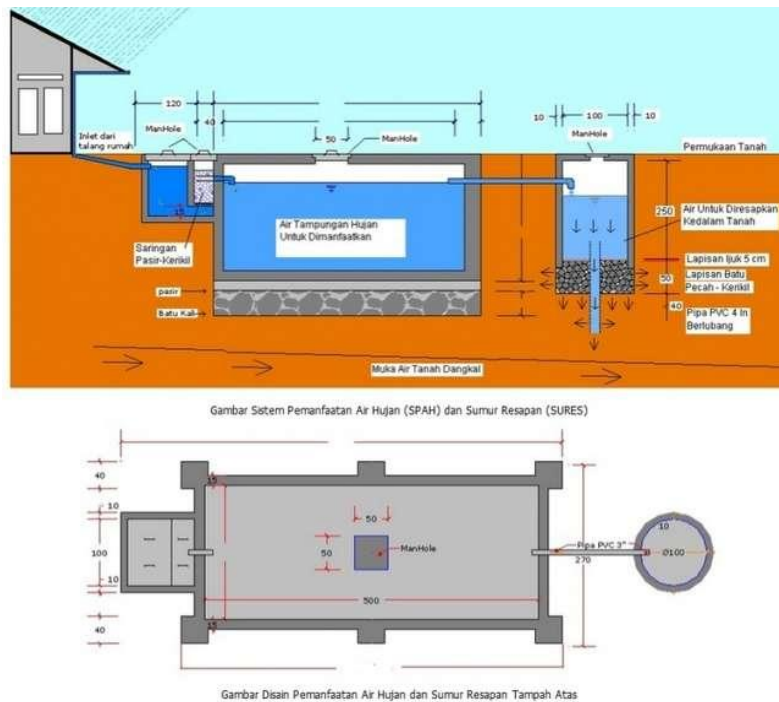 120
40
50
10
100
10
ManHole
ManHole
ManHole
Inlet dari
talang rumah
Permukaan Tanah
15
Air Tampungan Hujan
Untuk Dimanfaatkan
250
Air Untuk Diresapkan
Kedalam Tanah
Saringan
Pasir-Kerikil
Lapisan Ijuk 5 cm
50
Lapisan Batu
Pecah - Kerikil
pasir
40
Pipa PVC 4 In
Berlubang
Batu Kali
Muka Air Tanah Dangkal
Gambar Sistem Pemanfaatan Air Hujan (SPAH) dan Sumur Resapan (SURES)
40
15
10
50
10
100
50
ManHole
Pipa PVC 3"
Ø100
270
10
500
40
15
Gambar Disain Pemanfaatan Air Hujan dan Sumur Resapan Tampah Atas